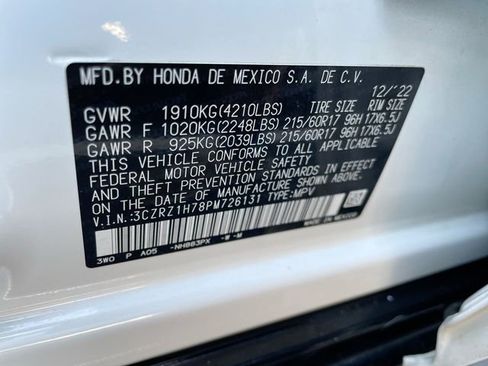 MFD. BY HONDA DE MEXICO S.A. DE C.V.
12/'22
TIRE SIZE RIM SIZE
GVWR 1910KG(4210LBS)
GAWR F 1020KG(2248LBS) 215/60R17 96H 17X6.5J
GAWR R 925KG(2039LBS) 215/60R17 96H 17X6.5J
THIS VEHICLE CONFORMS TO ALL APPLICABLE
FEDERAL MOTOR VEHICLE SAFETY
STANDARDS IN EFFECT ON THE DATE OF
MANUFACTURE SHOWN ABOVE.
V.I.N.:3CZRZ1H78PM726131 TYPE:MPV
3W0 P A05 -NH883PX -W-M
MADE IN MEXICO